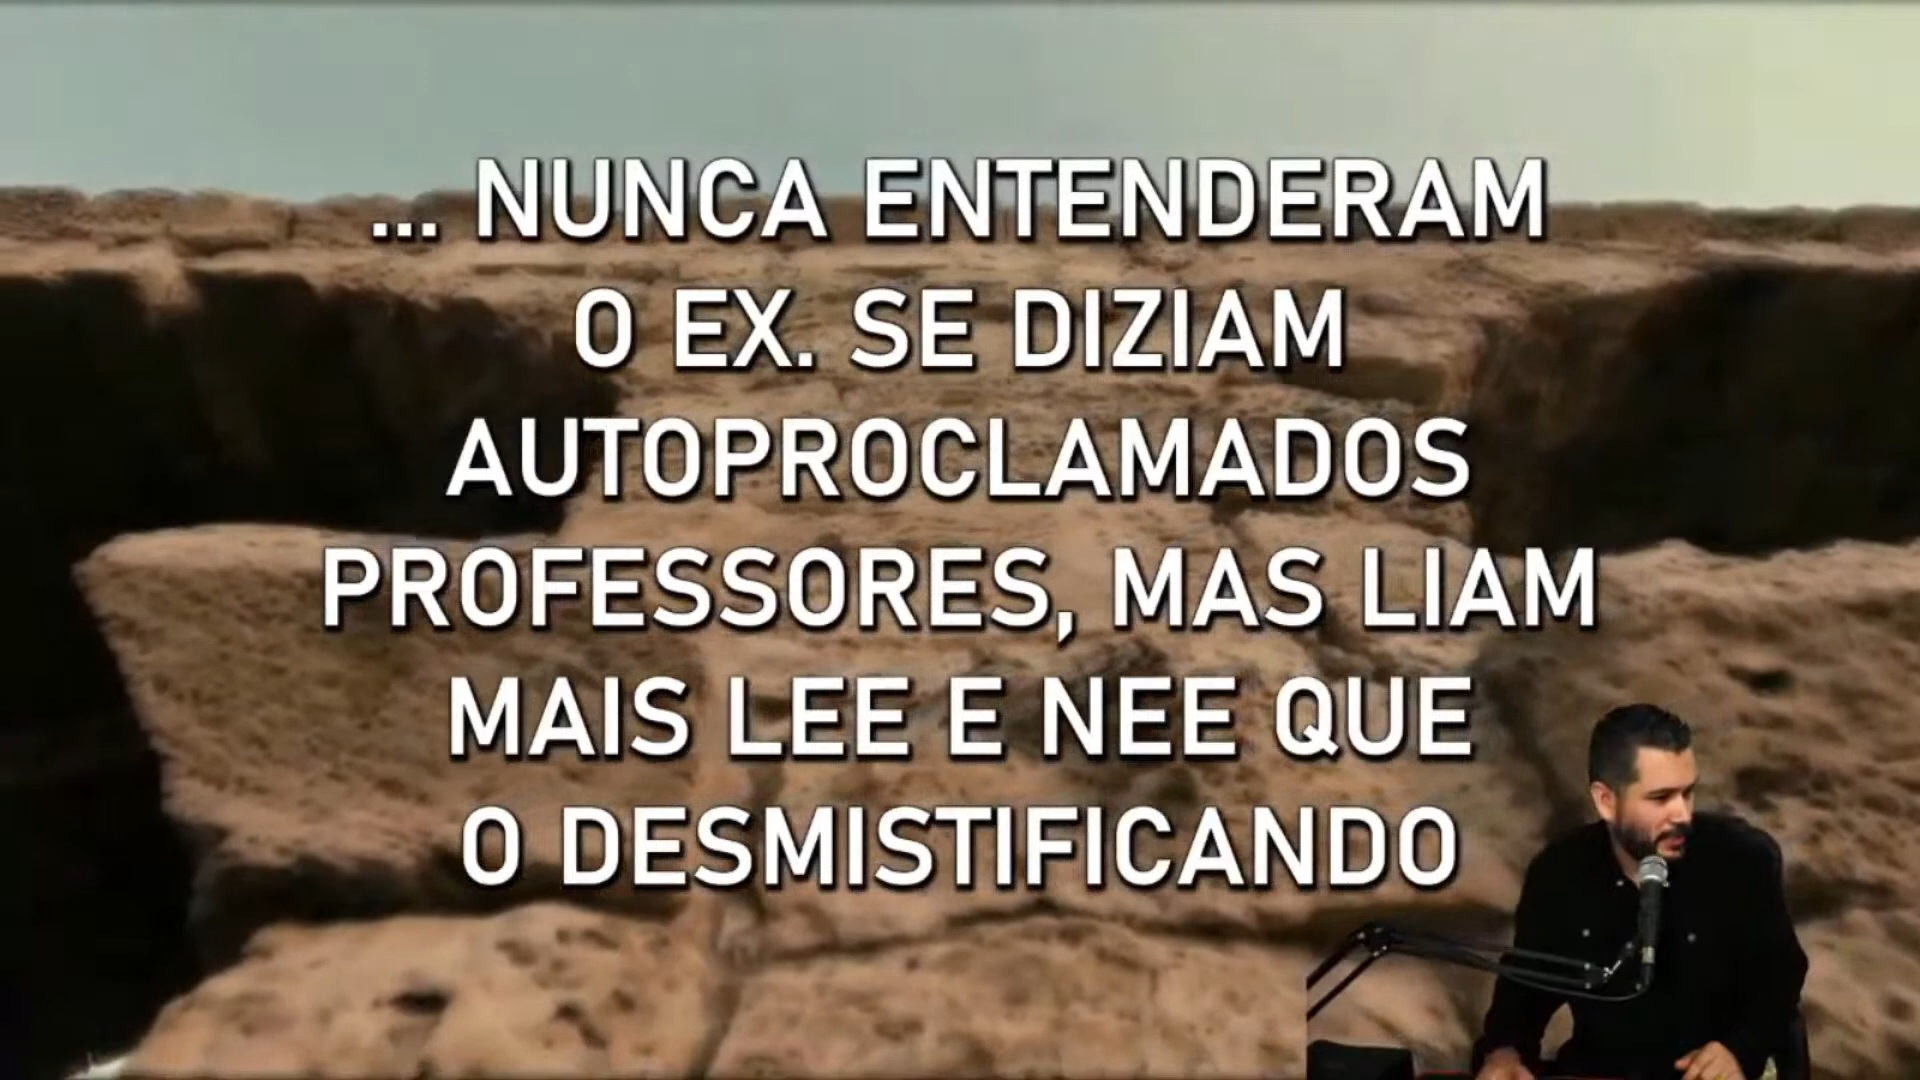 ... NUNCA ENTENDERAM
O EX. SE DIZIAM
AUTOPROCLAMADOS
PROFESSORES, MAS LIAM
MAIS LEE E NEE QUE
O DESMISTIFICANDO